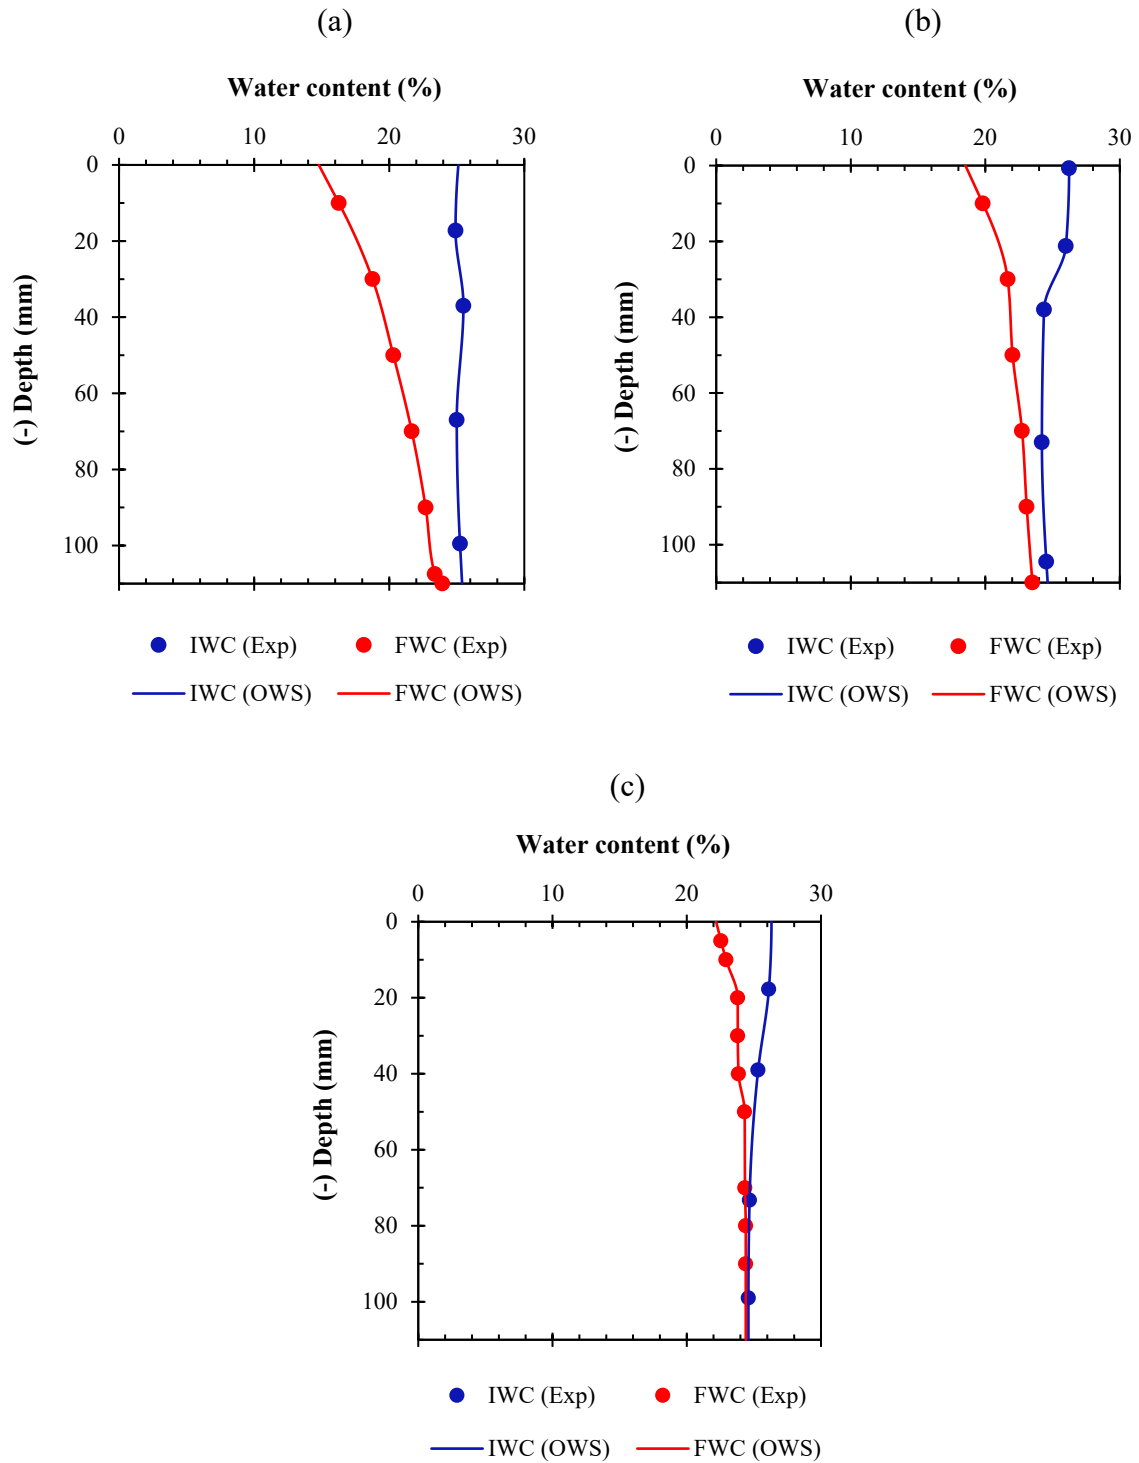 (a)
Water content (%)
0 10 20 30
0
20
40
60
80
100
(-) Depth (mm)
IWC (Exp) FWC (Exp)
IWC (OWS) FWC (OWS)
(b)
Water content (%)
0 10 20 30
0
20
40
60
80
100
(-) Depth (mm)
IWC (Exp) FWC (Exp)
IWC (OWS) FWC (OWS)
(c)
Water content (%)
0 10 20 30
0
20
40
60
80
100
(-) Depth (mm)
IWC (Exp) FWC (Exp)
IWC (OWS) FWC (OWS)